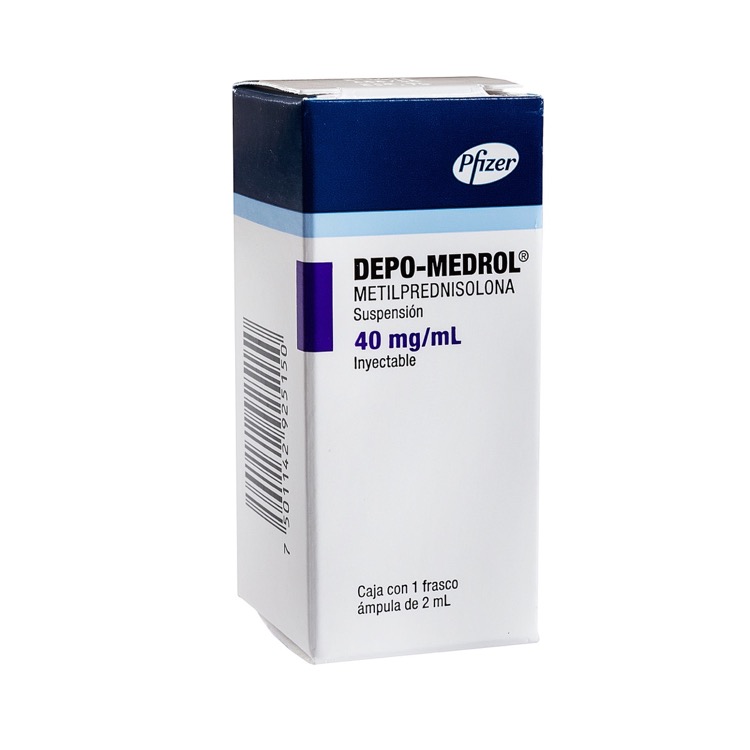 Pfizer
DEPO-MEDROL®
METILPREDNISOLONA
Suspensión
40 mg/mL
Inyectable
Caja con 1 frasco
ámpula de 2 mL
7 501142 925150